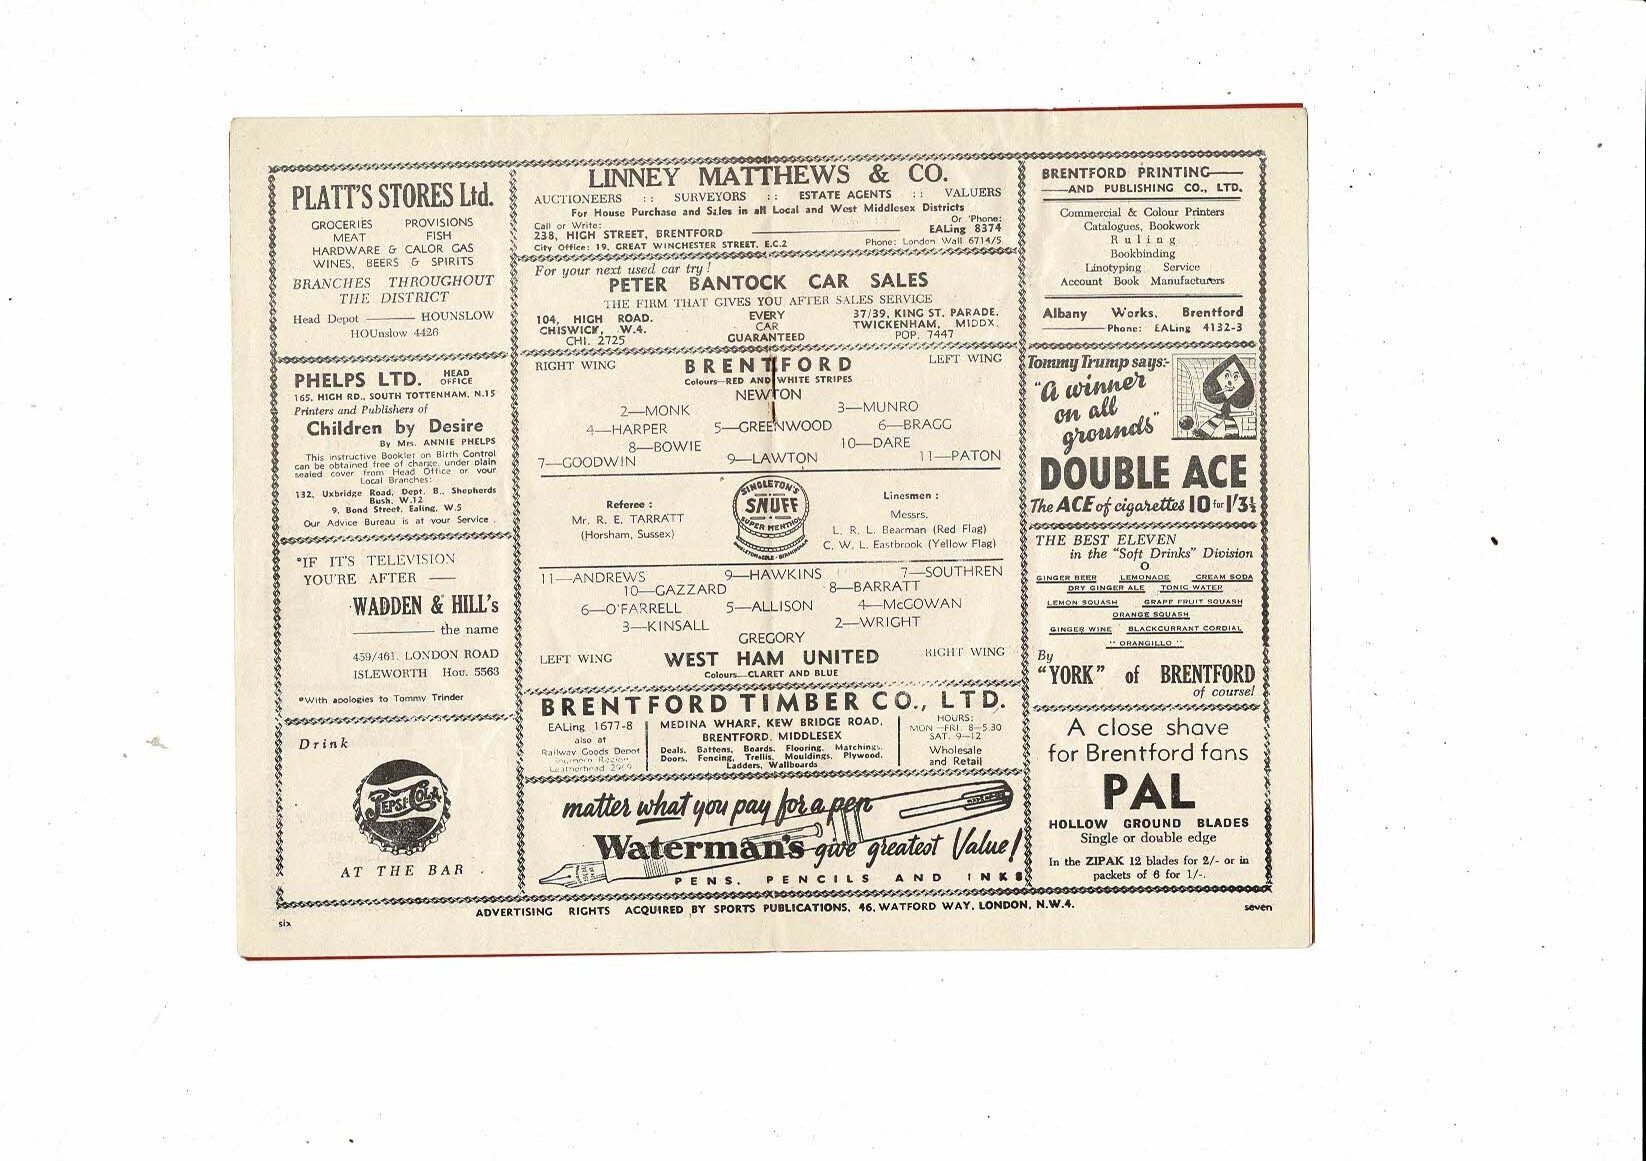 PLATT'S STORES Ltd.
GROCERIES PROVISIONS
MEAT FISH
HARDWARE & CALOR GAS
WINES, BEERS & SPIRITS
BRANCHES THROUGHOUT
THE DISTRICT
Head Depot ——— HOUNSLOW
HOUnslow 4426
PHELPS LTD. HEAD OFFICE
165, HIGH RD., SOUTH TOTTENHAM, N.15
Printers and Publishers of
Children by Desire
By Mrs. ANNIE PHELPS
This instructive Booklet on Birth Control
can be obtained free of charge, under plain
sealed cover from Head Office or your
Local Branches:
132, Uxbridge Road, Dept. B., Shepherds
Bush, W.12
9, Bond Street, Ealing, W.5
Our Advice Bureau is at your Service .
*IF IT'S TELEVISION
YOU'RE AFTER ——
WADDEN & HILL's
——— the name
459/461, LONDON ROAD
ISLEWORTH Hou. 5563
*With apologies to Tommy Trinder
Drink
PEPSI-COLA
AT THE BAR .
six
LINNEY MATTHEWS & CO.
AUCTIONEERS :: SURVEYORS :: ESTATE AGENTS :: VALUERS
For House Purchase and Sales in all Local and West Middlesex Districts
Call or Write: Or 'Phone:
238, HIGH STREET, BRENTFORD ——— EALing 8374
City Office: 19, GREAT WINCHESTER STREET, E.C.2 Phone: London Wall 6714/5
For your next used car try!
PETER BANTOCK CAR SALES
THE FIRM THAT GIVES YOU AFTER SALES SERVICE
104, HIGH ROAD, EVERY 37/39, KING ST. PARADE,
CHISWICK, W.4. CAR TWICKENHAM, MIDDX.
CHI. 2725 GUARANTEED POP. 7447
RIGHT WING BRENTFORD LEFT WING
Colours—RED AND WHITE STRIPES
NEWTON
2—MONK 3—MUNRO
4—HARPER 5—GREENWOOD 6—BRAGG
8—BOWIE 10—DARE
7—GOODWIN 9—LAWTON 11—PATON
Referee :
Mr. R. E. TARRATT
(Horsham, Sussex)
SINGLETON'S
SNUFF
SUPER MENTHOL
Linesmen :
Messrs.
L. R. L. Bearman (Red Flag)
C. W. L. Eastbrook (Yellow Flag)
11—ANDREWS 9—HAWKINS 7—SOUTHREN
10—GAZZARD 8—BARRATT
6—O'FARRELL 5—ALLISON 4—McGOWAN
3—KINSALL 2—WRIGHT
GREGORY
LEFT WING WEST HAM UNITED RIGHT WING
Colours—CLARET AND BLUE
BRENTFORD TIMBER CO., LTD.
EALing 1677-8
also at
Railway Goods Depot
Southern Region
Leatherhead
MEDINA WHARF, KEW BRIDGE ROAD,
BRENTFORD, MIDDLESEX
Deals, Battens, Boards, Flooring, Matchings,
Doors, Fencing, Trellis, Mouldings, Plywood,
Ladders, Wallboards
HOURS:
MON—FRI. 8—5.30
SAT. 9—12
Wholesale
and Retail
matter what you pay for a pen
Waterman's give greatest Value!
PENS, PENCILS AND INKS
ADVERTISING RIGHTS ACQUIRED BY SPORTS PUBLICATIONS, 46, WATFORD WAY, LONDON, N.W.4.
BRENTFORD PRINTING——
——AND PUBLISHING CO., LTD.
Commercial & Colour Printers
Catalogues, Bookwork
Ruling
Bookbinding
Linotyping Service
Account Book Manufacturers
Albany Works, Brentford
——— Phone: EALing 4132-3
Tommy Trump says:-
"A winner
on all
grounds"
DOUBLE ACE
The ACE of cigarettes 10 for 1/3½
THE BEST ELEVEN
in the "Soft Drinks" Division
O
GINGER BEER LEMONADE CREAM SODA
DRY GINGER ALE TONIC WATER
LEMON SQUASH GRAPE FRUIT SQUASH
ORANGE SQUASH
GINGER WINE BLACKCURRANT CORDIAL
"ORANGILLO"
By
"YORK" of BRENTFORD
of course!
A close shave
for Brentford fans
PAL
HOLLOW GROUND BLADES
Single or double edge
In the ZIPAK 12 blades for 2/- or in
packets of 6 for 1/-.
seven